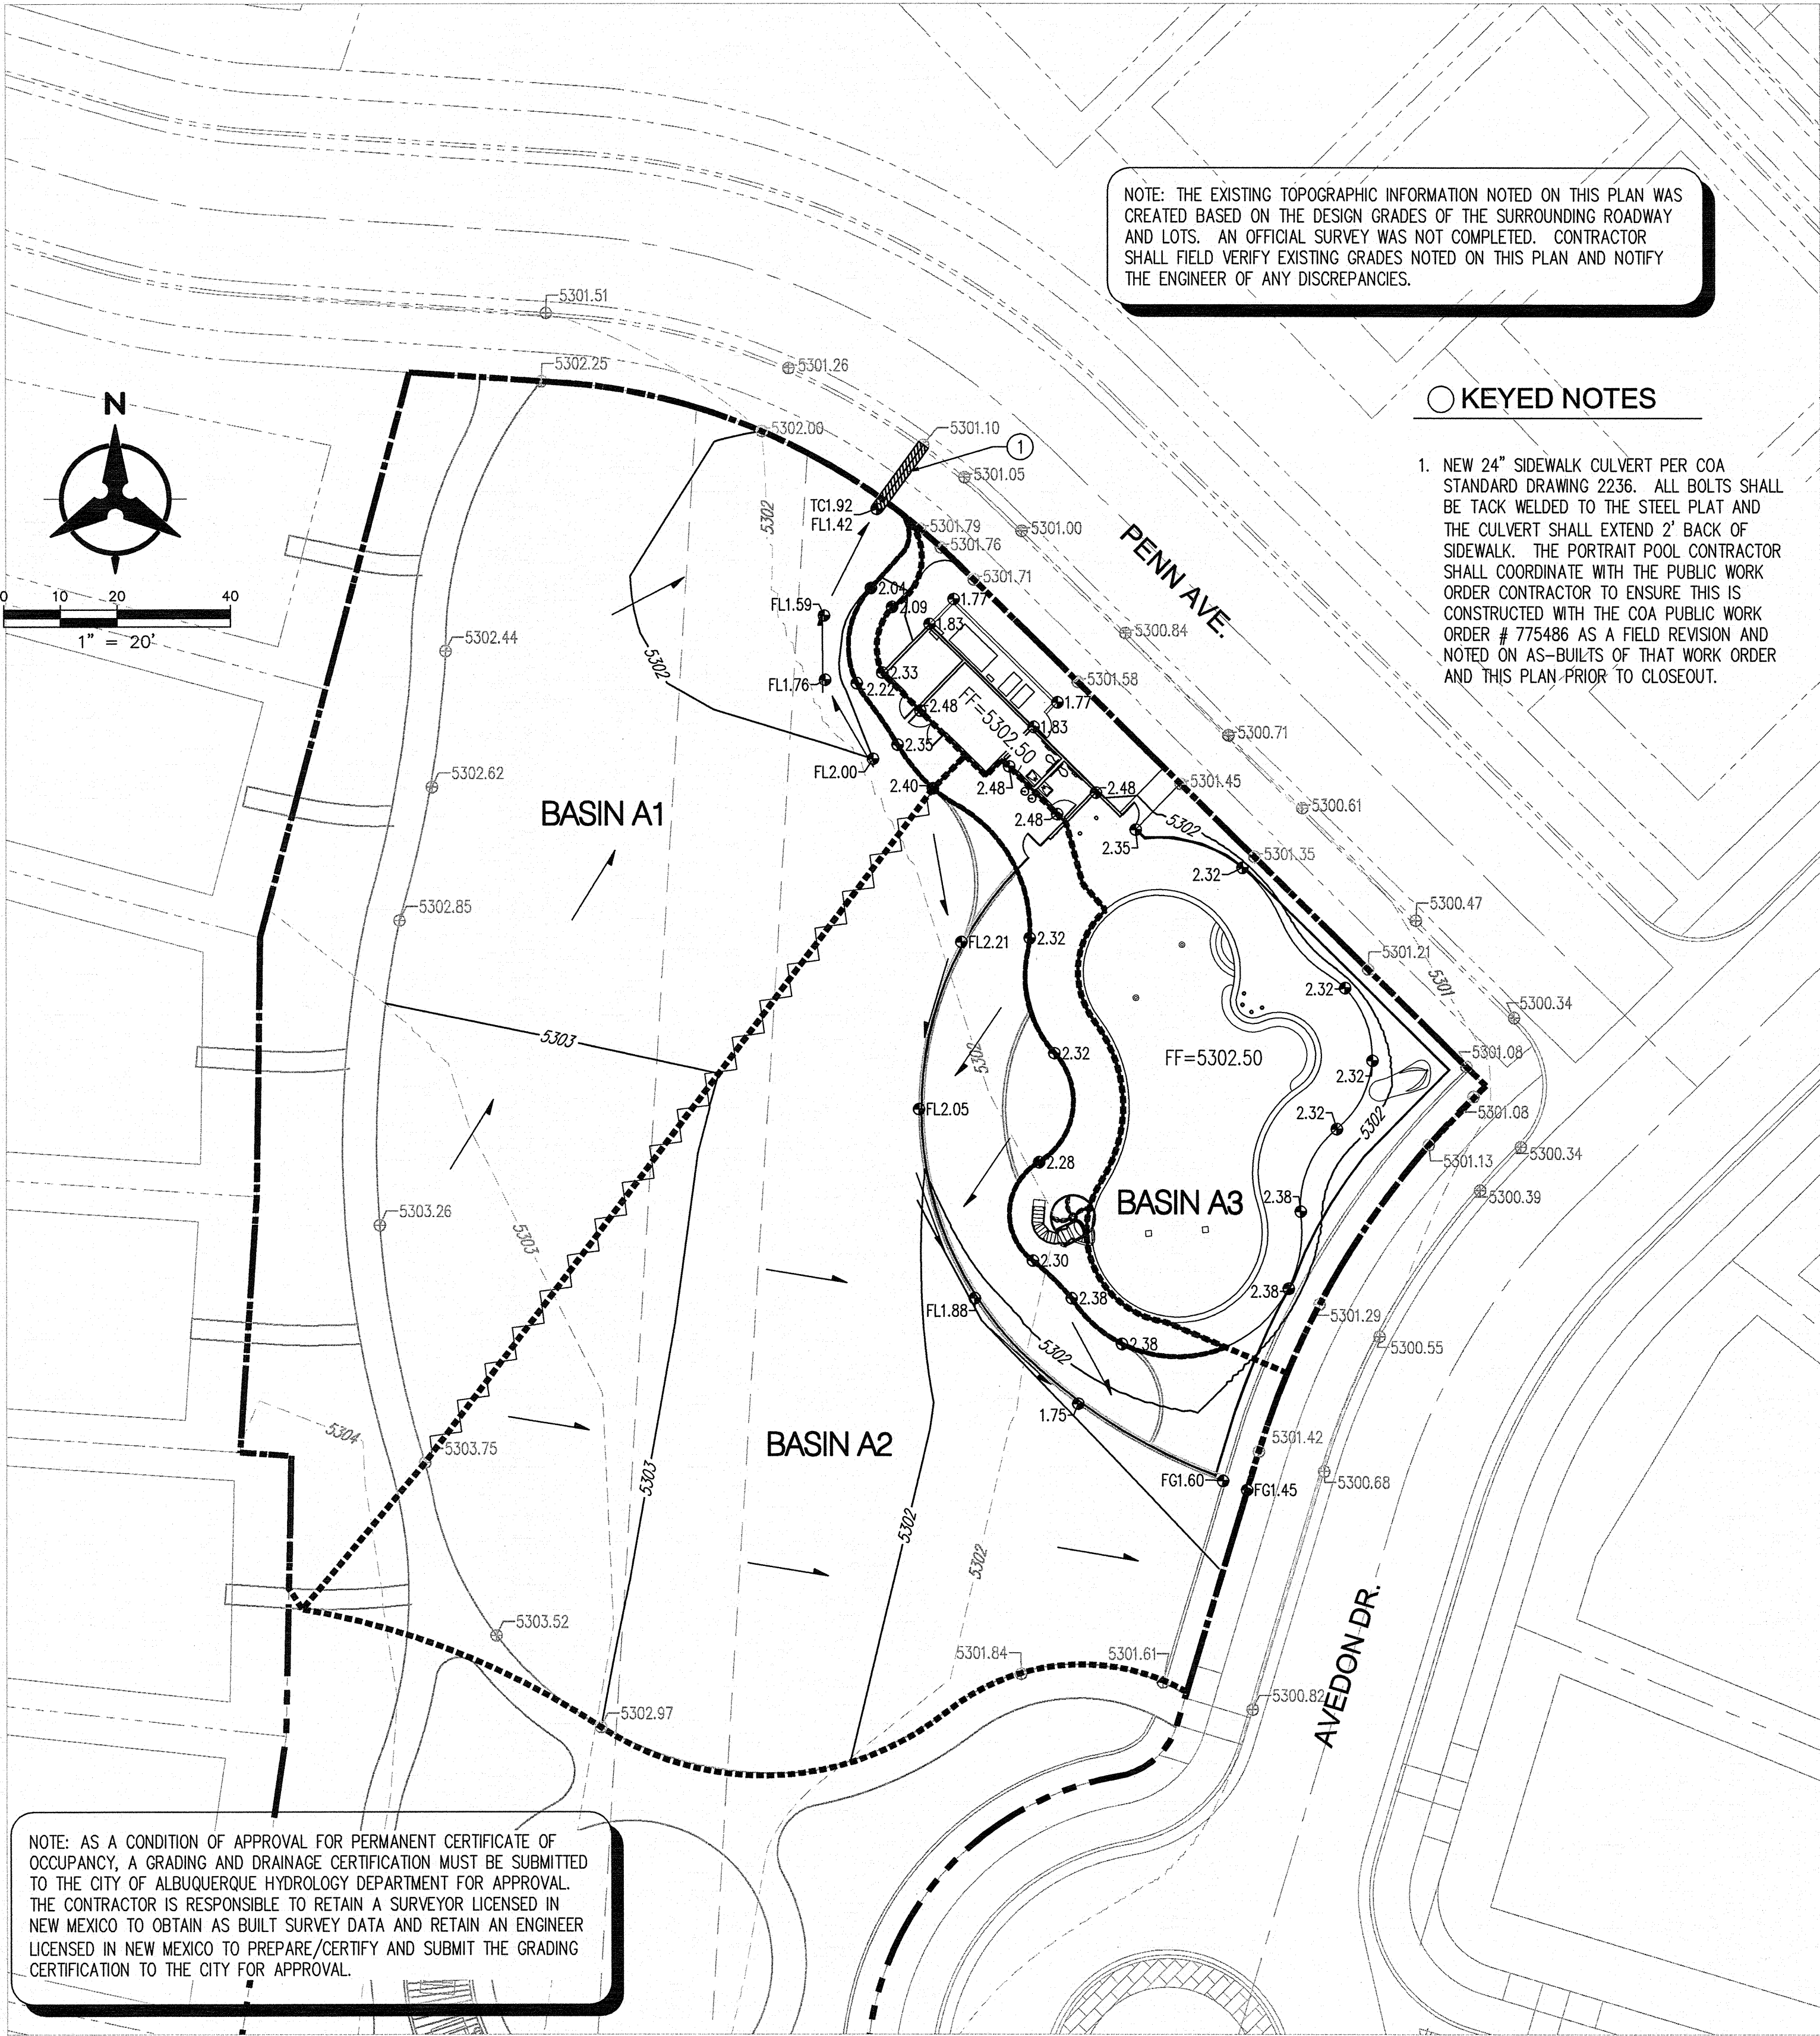 NOTE: THE EXISTING TOPOGRAPHIC INFORMATION NOTED ON THIS PLAN WAS
CREATED BASED ON THE DESIGN GRADES OF THE SURROUNDING ROADWAY
AND LOTS. AN OFFICIAL SURVEY WAS NOT COMPLETED. CONTRACTOR
SHALL FIELD VERIFY EXISTING GRADES NOTED ON THIS PLAN AND NOTIFY
THE ENGINEER OF ANY DISCREPANCIES.
5301.51
5302.25
5301.26
KEYED NOTES
N
5302.00
5301.10
1
1. NEW 24" SIDEWALK CULVERT PER COA
STANDARD DRAWING 2236. ALL BOLTS SHALL
BE TACK WELDED TO THE STEEL PLAT AND
THE CULVERT SHALL EXTEND 2' BACK OF
SIDEWALK. THE PORTRAIT POOL CONTRACTOR
SHALL COORDINATE WITH THE PUBLIC WORK
ORDER CONTRACTOR TO ENSURE THIS IS
CONSTRUCTED WITH THE COA PUBLIC WORK
ORDER # 775486 AS A FIELD REVISION AND
NOTED ON AS-BUILTS OF THAT WORK ORDER
AND THIS PLAN PRIOR TO CLOSEOUT.
5301.05
TC1.92
FL1.42
5302
5301.79
5301.00
5301.76
PENN AVE.
5301.71
0 10 20 40
1" = 20'
2.04
FL1.59
2.09
1.77
1.83
5300.84
5302.44
5302
2.33
FL1.76
2.22
5301.58
2.48
1.77
FF=5302.50
1.83
2.35
5300.71
FL2.00
5302.62
2.40
2.48
2.48
5301.45
BASIN A1
5300.61
2.48
5302
2.35
5301.35
2.32
5302.85
5300.47
2.32
FL2.21
5301.21
5301
2.32
5300.34
5303
5302
2.32
FF=5302.50
5301.08
2.32
FL2.05
5301.08
2.32
5302
5301.13
5300.34
2.28
5300.39
BASIN A3
2.38
5303.26
5303
2.30
2.38
2.38
FL1.88
5301.29
5300.55
2.38
5302
1.75
5304
5303.75
BASIN A2
5301.42
5303
FG1.60
FG1.45
5300.68
5302
5302
5303.52
AVEDON DR.
5301.84
5301.61
5302.97
5300.82
NOTE: AS A CONDITION OF APPROVAL FOR PERMANENT CERTIFICATE OF
OCCUPANCY, A GRADING AND DRAINAGE CERTIFICATION MUST BE SUBMITTED
TO THE CITY OF ALBUQUERQUE HYDROLOGY DEPARTMENT FOR APPROVAL.
THE CONTRACTOR IS RESPONSIBLE TO RETAIN A SURVEYOR LICENSED IN
NEW MEXICO TO OBTAIN AS BUILT SURVEY DATA AND RETAIN AN ENGINEER
LICENSED IN NEW MEXICO TO PREPARE/CERTIFY AND SUBMIT THE GRADING
CERTIFICATION TO THE CITY FOR APPROVAL.